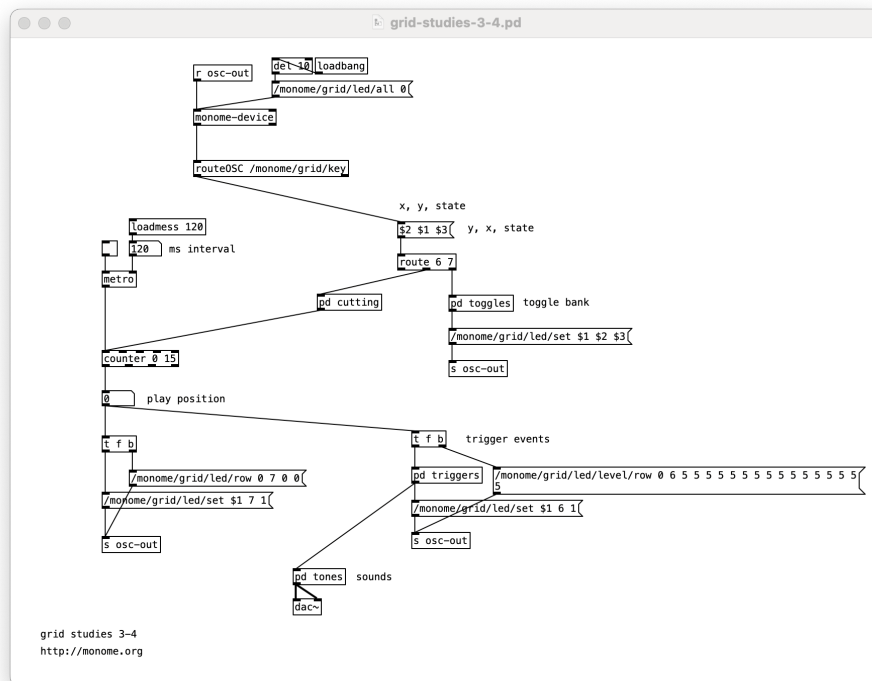 grid-studies-3-4.pd
del 10 loadbang
r osc-out
/monome/grid/led/all 0
monome-device
routeOSC /monome/grid/key
x, y, state
loadmess 120
$2 $1 $3 y, x, state
120 ms interval
route 6 7
metro
pd cutting
pd toggles toggle bank
/monome/grid/led/set $1 $2 $3
counter 0 15
s osc-out
0 play position
t f b trigger events
t f b
/monome/grid/led/row 0 7 0 0
pd triggers
/monome/grid/led/level/row 0 6 5 5 5 5 5 5 5 5 5 5 5 5 5 5 5
5
/monome/grid/led/set $1 7 1
/monome/grid/led/set $1 6 1
s osc-out
s osc-out
pd tones sounds
dac~
grid studies 3-4
http://monome.org